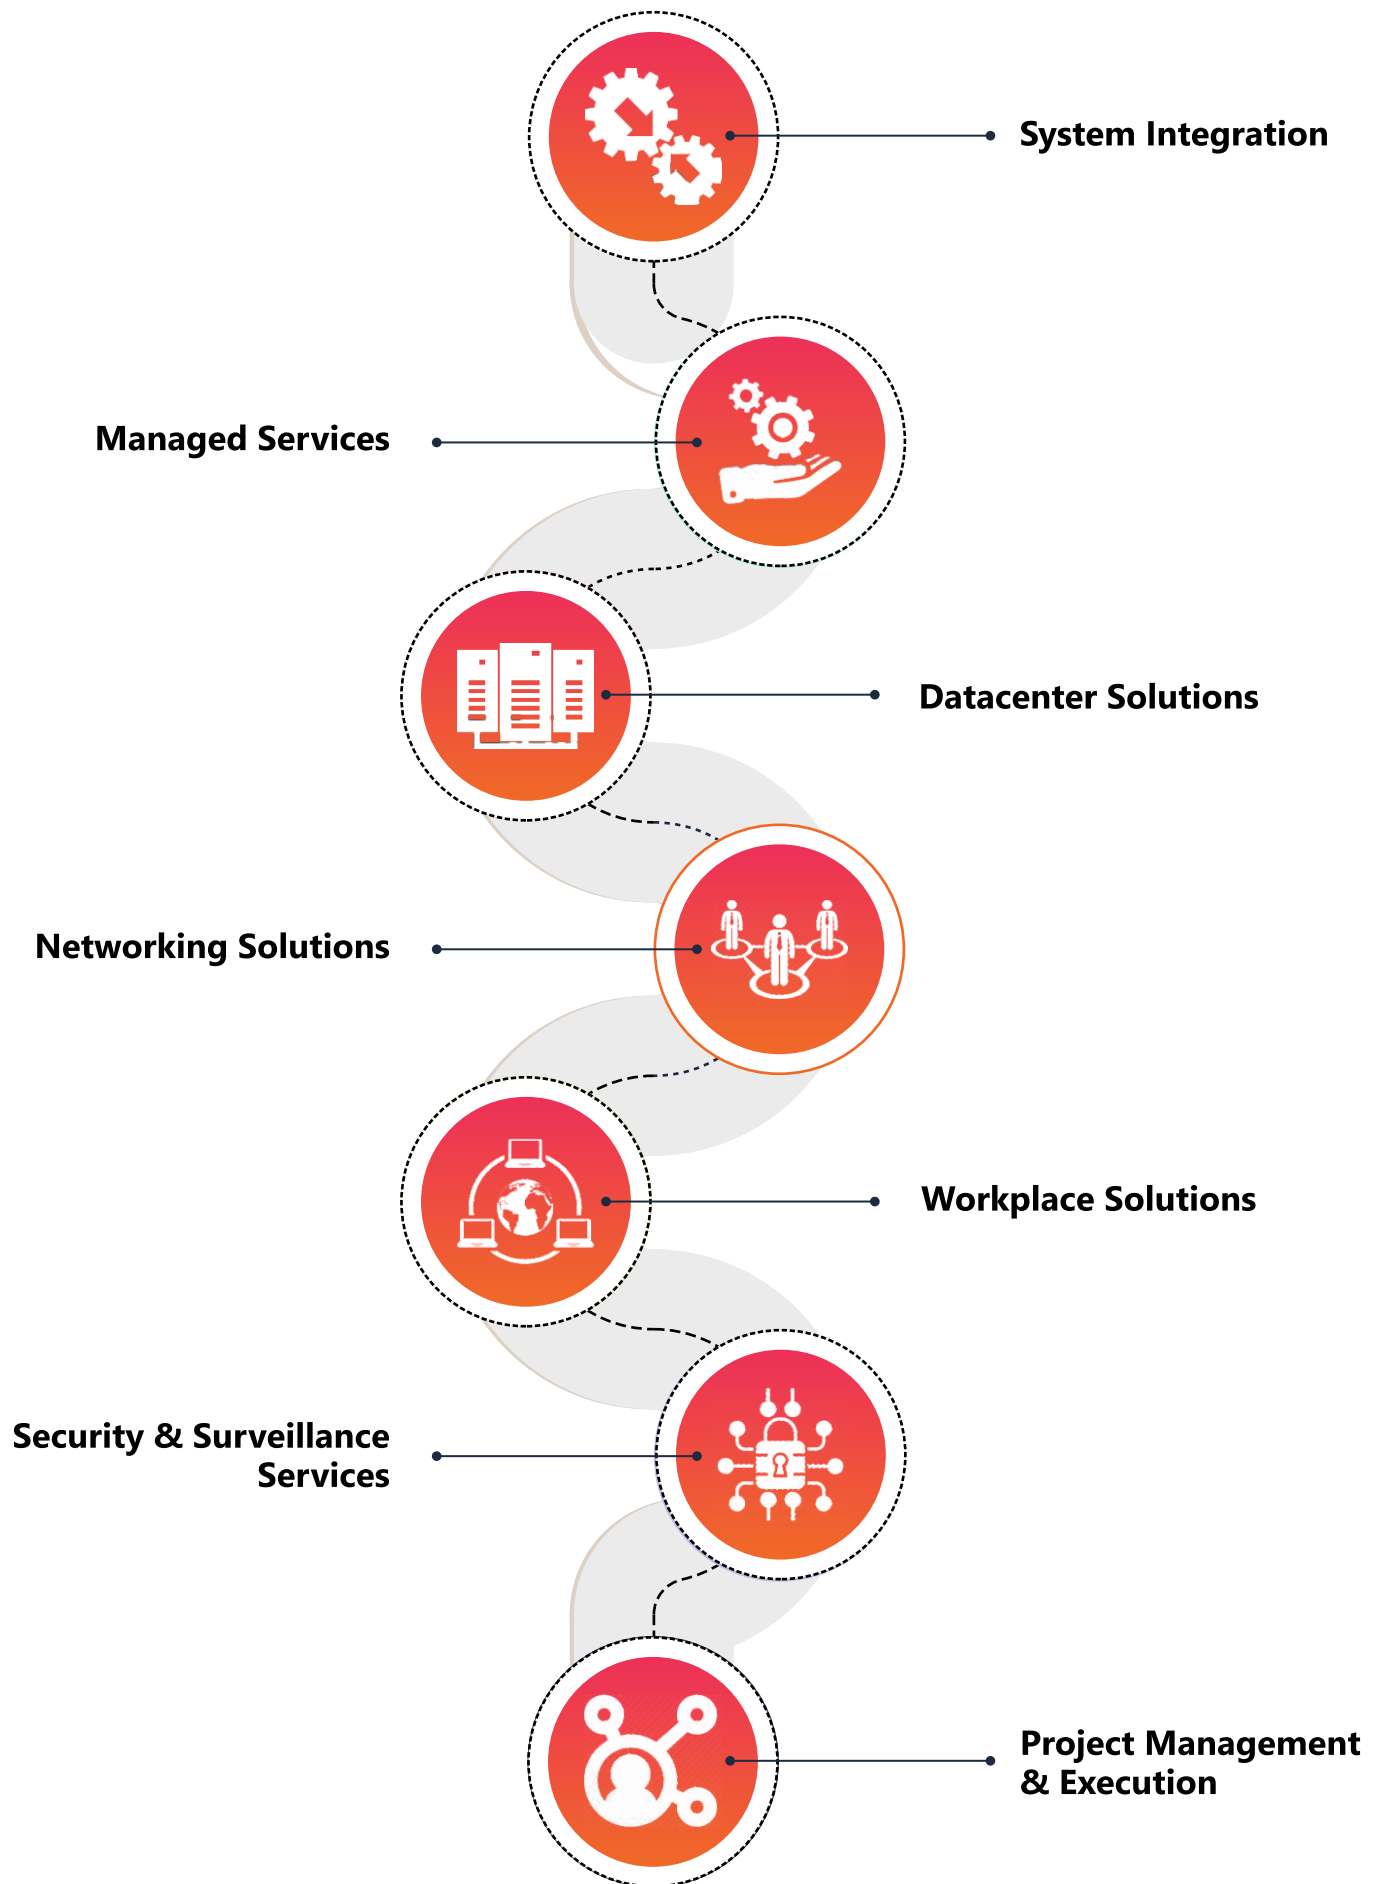 System Integration
Managed Services
Datacenter Solutions
Networking Solutions
Workplace Solutions
Security & Surveillance
Services
Project Management
& Execution